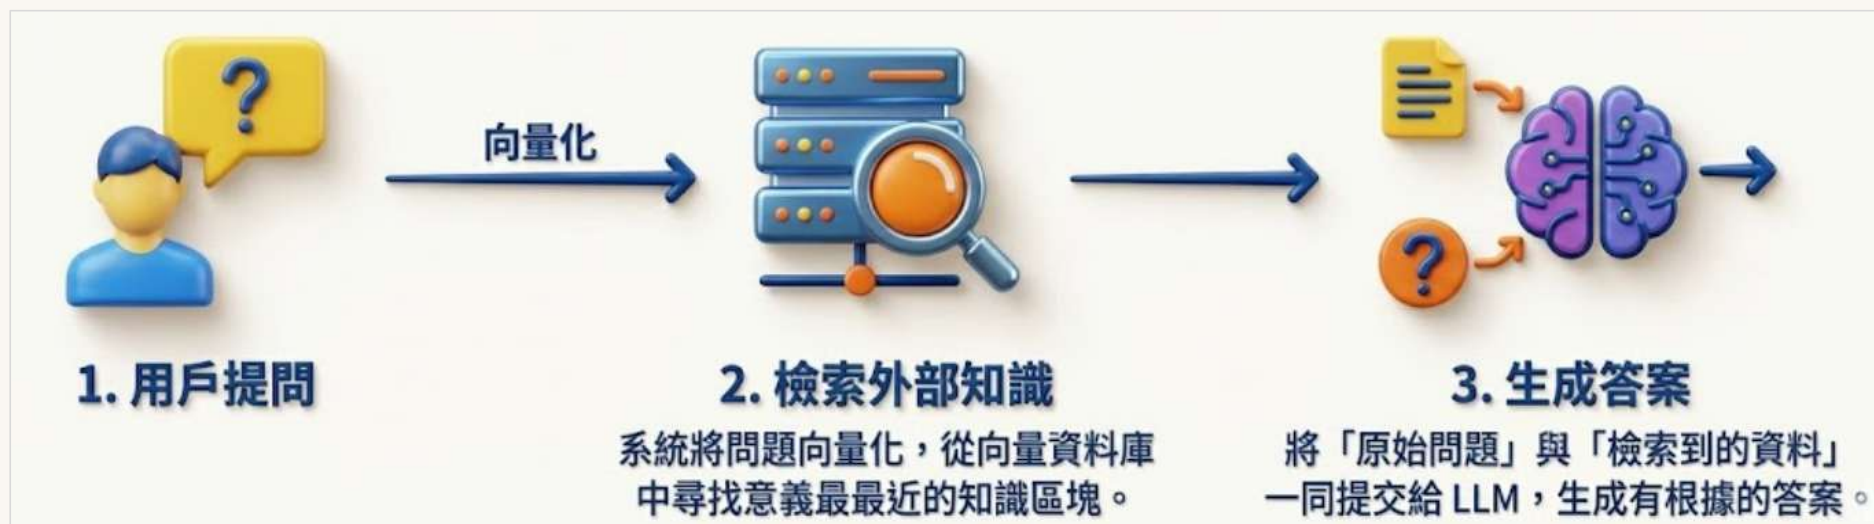 ?
向量化
?
1. 用戶提問
2. 檢索外部知識
系統將問題向量化，從向量資料庫
中尋找意義最最近的知識區塊。
3. 生成答案
將「原始問題」與「檢索到的資料」
一同提交給 LLM，生成有根據的答案。